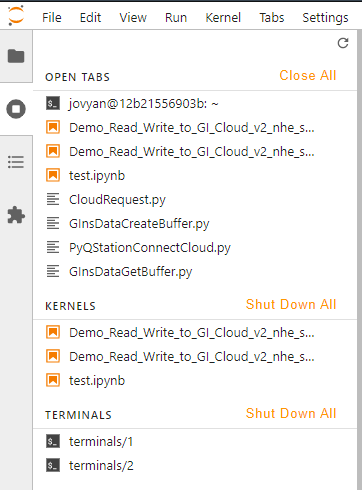 File Edit View Run Kernel Tabs Settings
OPEN TABS Close All
jovyan@12b21556903b: ~
Demo_Read_Write_to_GI_Cloud_v2_nhe_s...
Demo_Read_Write_to_GI_Cloud_v2_nhe_s...
test.ipynb
CloudRequest.py
GInsDataCreateBuffer.py
PyQStationConnectCloud.py
GInsDataGetBuffer.py
KERNELS Shut Down All
Demo_Read_Write_to_GI_Cloud_v2_nhe_s...
Demo_Read_Write_to_GI_Cloud_v2_nhe_s...
test.ipynb
TERMINALS Shut Down All
terminals/1
terminals/2